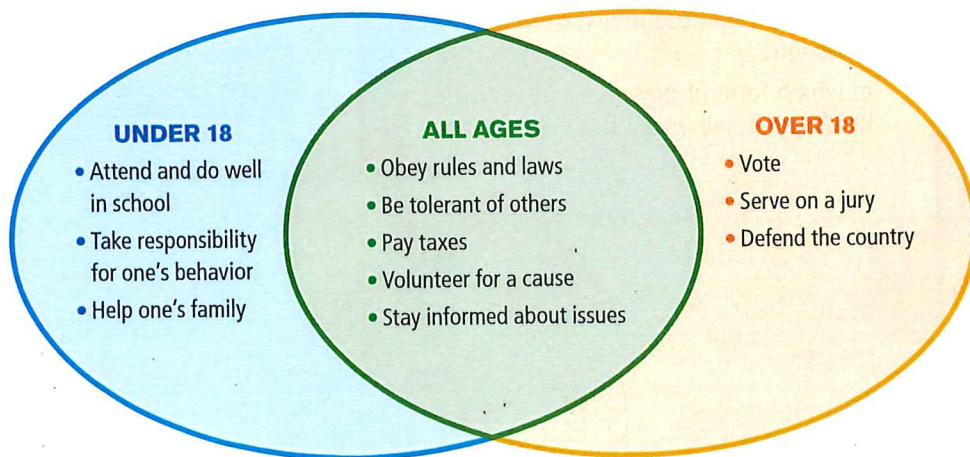 UNDER 18
• Attend and do well
in school
• Take responsibility
for one's behavior
• Help one's family
ALL AGES
• Obey rules and laws
• Be tolerant of others
• Pay taxes
• Volunteer for a cause
• Stay informed about issues
OVER 18
• Vote
• Serve on a jury
• Defend the country